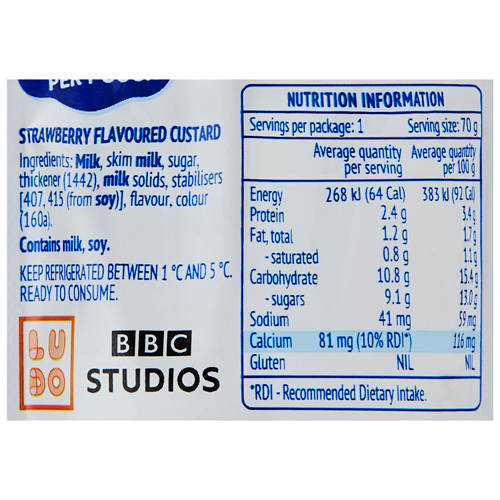 STRAWBERRY FLAVOURED CUSTARD
Ingredients: Milk, skim milk, sugar,
thickener (1442), milk solids, stabilisers
[407, 415 (from soy)], flavour, colour
(160a).
Contains milk, soy.
KEEP REFRIGERATED BETWEEN 1 °C AND 5 °C.
READY TO CONSUME.
LU
DO
BBC
STUDIOS
NUTRITION INFORMATION
Servings per package: 1 Serving size: 70 g
Average quantity per serving Average quantity per 100 g
Energy 268 kJ (64 Cal) 383 kJ (92 Cal)
Protein 2.4 g 3.4 g
Fat, total 1.2 g 1.7 g
- saturated 0.8 g 1.1 g
Carbohydrate 10.8 g 15.4 g
- sugars 9.1 g 13.0 g
Sodium 41 mg 59 mg
Calcium 81 mg (10% RDI*) 116 mg
Gluten NIL NIL
*RDI - Recommended Dietary Intake.